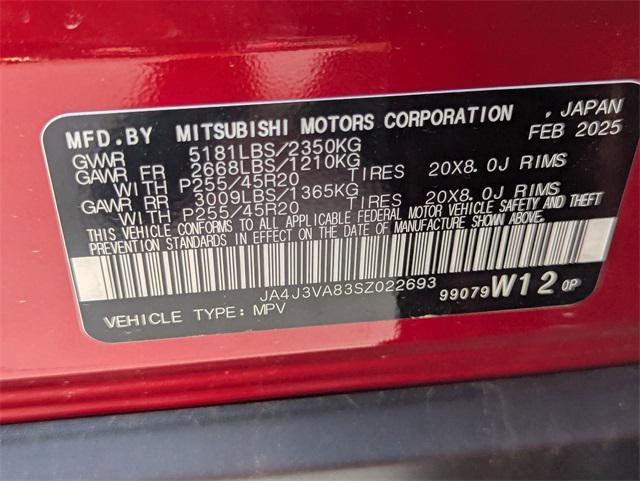 MFD.BY MITSUBISHI MOTORS CORPORATION , JAPAN
GVWR 5181LBS/2350KG FEB 2025
GAWR FR 2668LBS/1210KG
WITH P255/45R20 TIRES 20X8.0J RIMS
GAWR RR 3009LBS/1365KG
WITH P255/45R20 TIRES 20X8.0J RIMS
THIS VEHICLE CONFORMS TO ALL APPLICABLE FEDERAL MOTOR VEHICLE SAFETY AND THEFT
PREVENTION STANDARDS IN EFFECT ON THE DATE OF MANUFACTURE SHOWN ABOVE.
JA4J3VA83SZ022693
99079W120P
VEHICLE TYPE: MPV